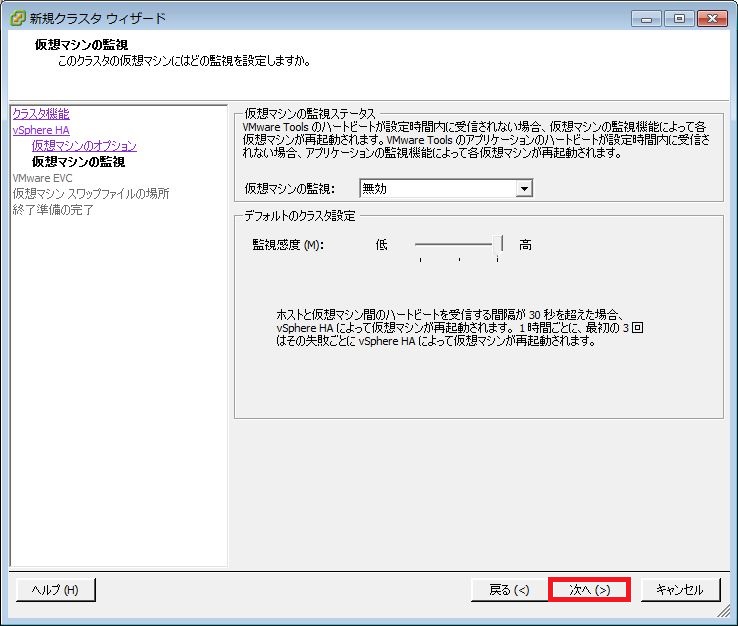 新規クラスタ ウィザード
仮想マシンの監視
このクラスタの仮想マシンにはどの監視を設定しますか。
クラスタ機能
vSphere HA
仮想マシンのオプション
仮想マシンの監視
VMware EVC
仮想マシン スワップファイルの場所
終了準備の完了
仮想マシンの監視ステータス
VMware Tools のハートビートが設定時間内に受信されない場合、仮想マシンの監視機能によって各
仮想マシンが再起動されます。VMware Tools のアプリケーションのハートビートが設定時間内に受信さ
れない場合、アプリケーションの監視機能によって各仮想マシンが再起動されます。
仮想マシンの監視: 無効
デフォルトのクラスタ設定
監視感度 (M): 低 高
ホストと仮想マシン間のハートビートを受信する間隔が 30 秒を超えた場合、
vSphere HA によって仮想マシンが再起動されます。1 時間ごとに、最初の 3 回
はその失敗ごとに vSphere HA によって仮想マシンが再起動されます。
ヘルプ (H) 戻る (<) 次へ (>) キャンセル